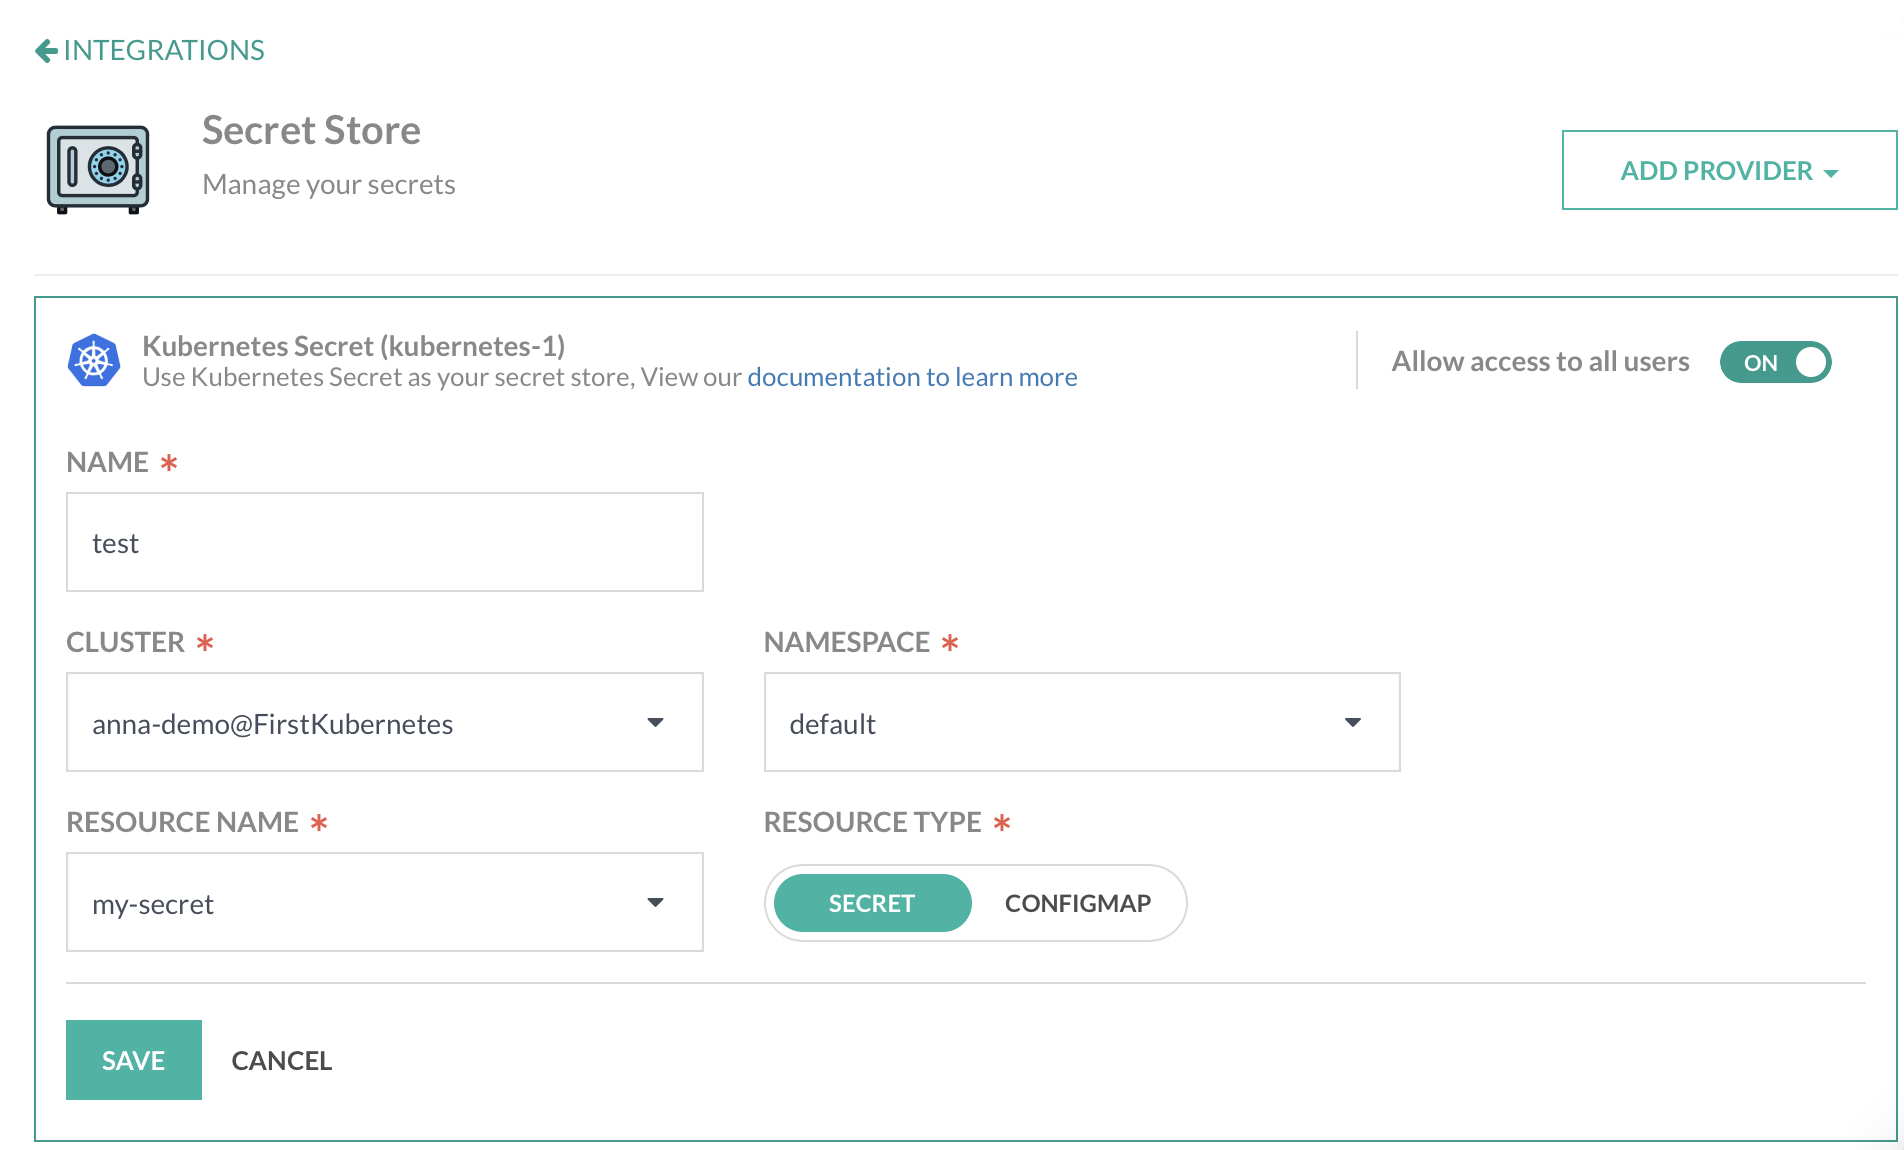 INTEGRATIONS
Secret Store
Manage your secrets
ADD PROVIDER
Kubernetes Secret (kubernetes-1)
Use Kubernetes Secret as your secret store, View our documentation to learn more
Allow access to all users ON
NAME *
test
CLUSTER * NAMESPACE *
anna-demo@FirstKubernetes default
RESOURCE NAME * RESOURCE TYPE *
my-secret SECRET CONFIGMAP
SAVE CANCEL